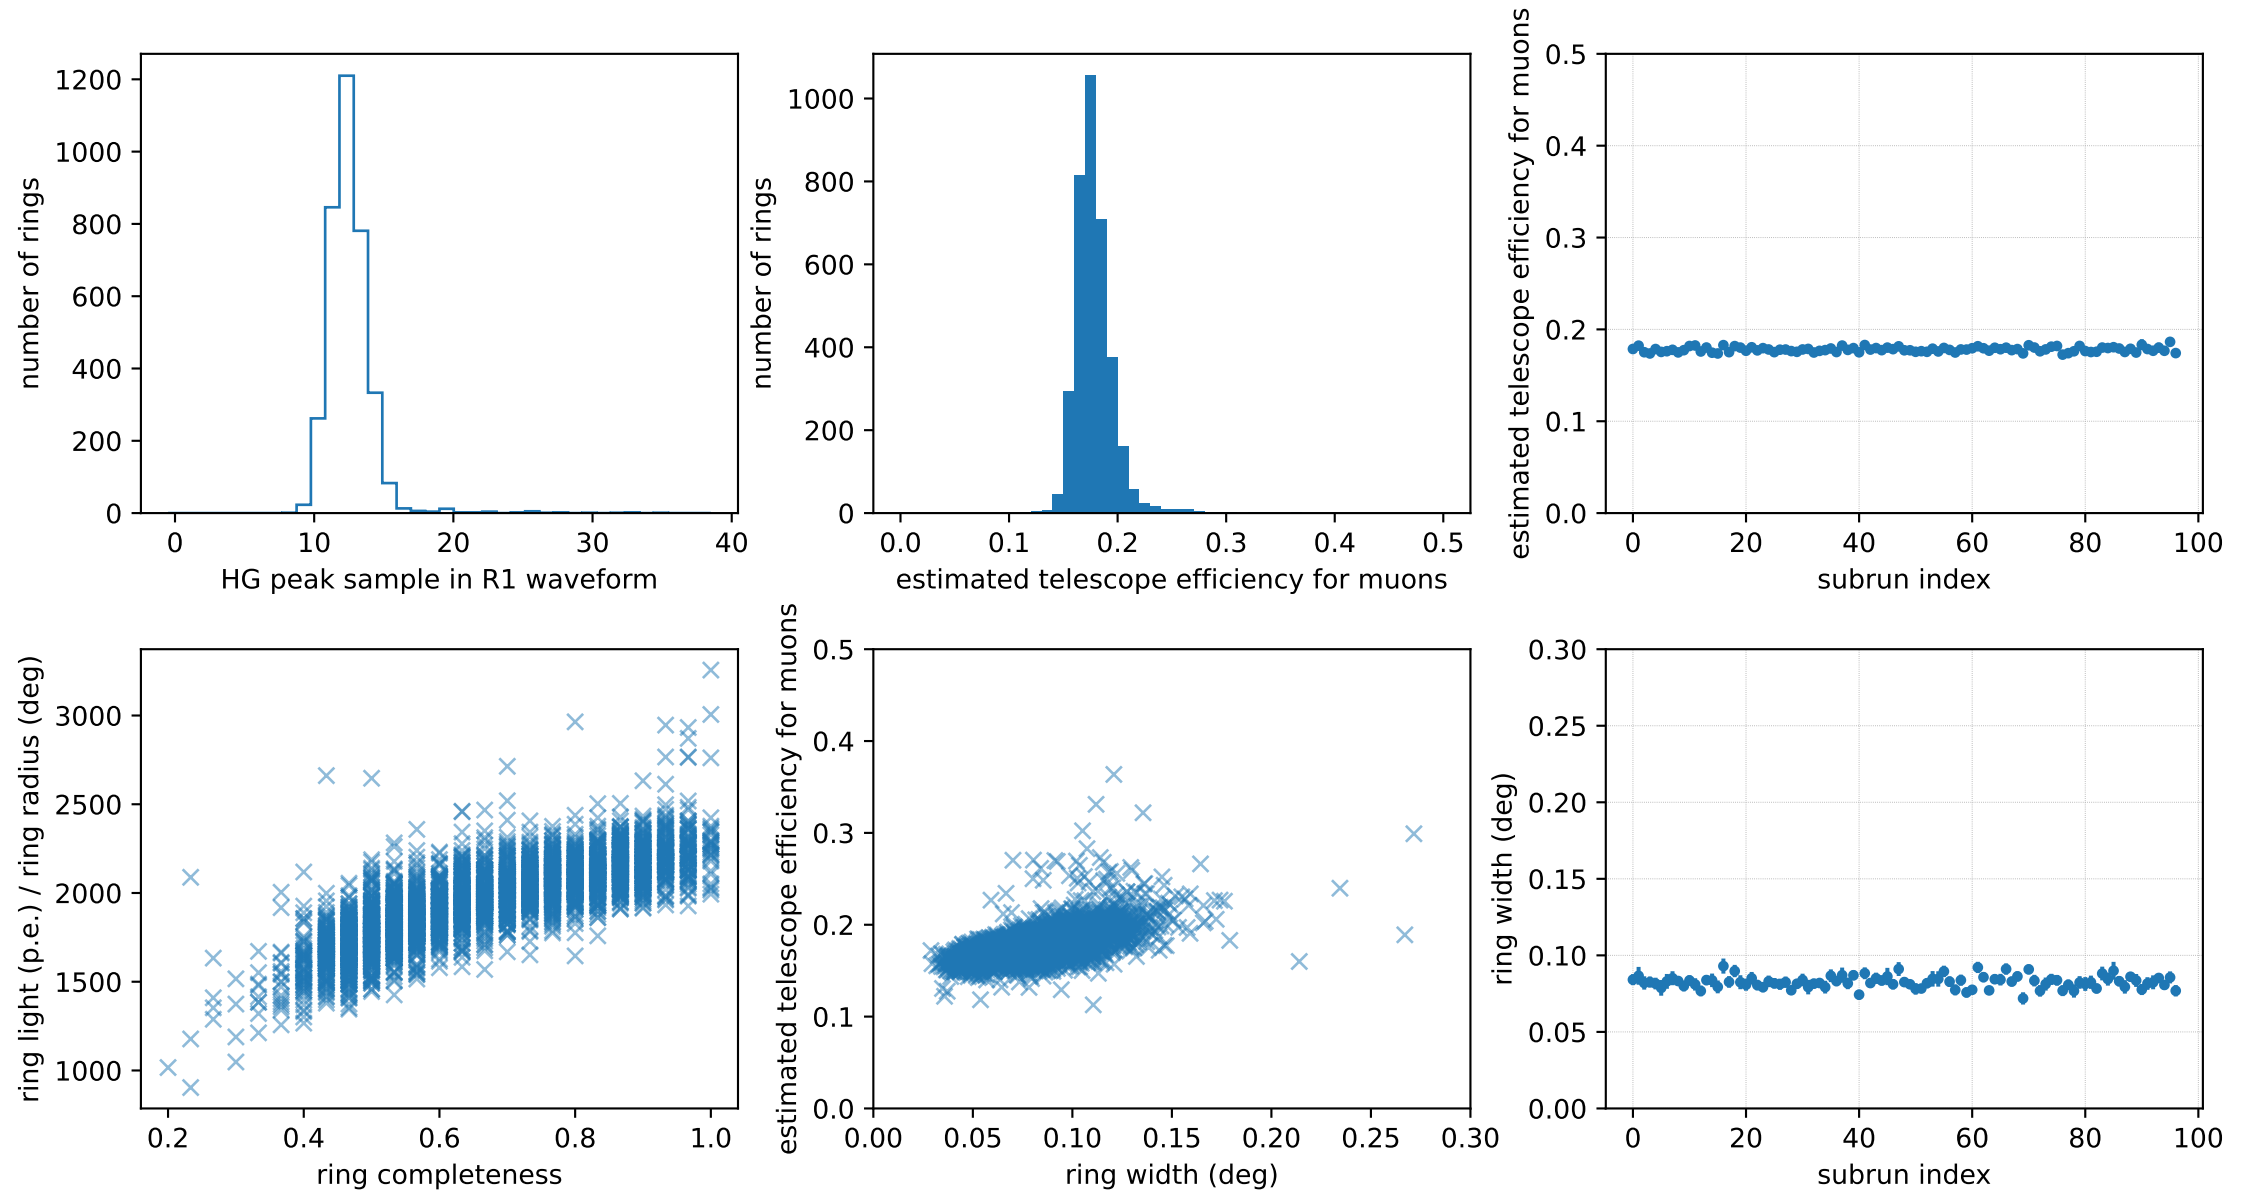 number of rings
1200
1000
800
600
400
200
0
0 10 20 30 40
HG peak sample in R1 waveform
number of rings
1000
800
600
400
200
0
0.0 0.1 0.2 0.3 0.4 0.5
estimated telescope efficiency for muons
estimated telescope efficiency for muons
0.5
0.4
0.3
0.2
0.1
0.0
0 20 40 60 80 100
subrun index
ring light (p.e.) / ring radius (deg)
3000
2500
2000
1500
1000
0.2 0.4 0.6 0.8 1.0
ring completeness
estimated telescope efficiency for muons
0.5
0.4
0.3
0.2
0.1
0.0
0.00 0.05 0.10 0.15 0.20 0.25 0.30
ring width (deg)
ring width (deg)
0.30
0.25
0.20
0.15
0.10
0.05
0.00
0 20 40 60 80 100
subrun index